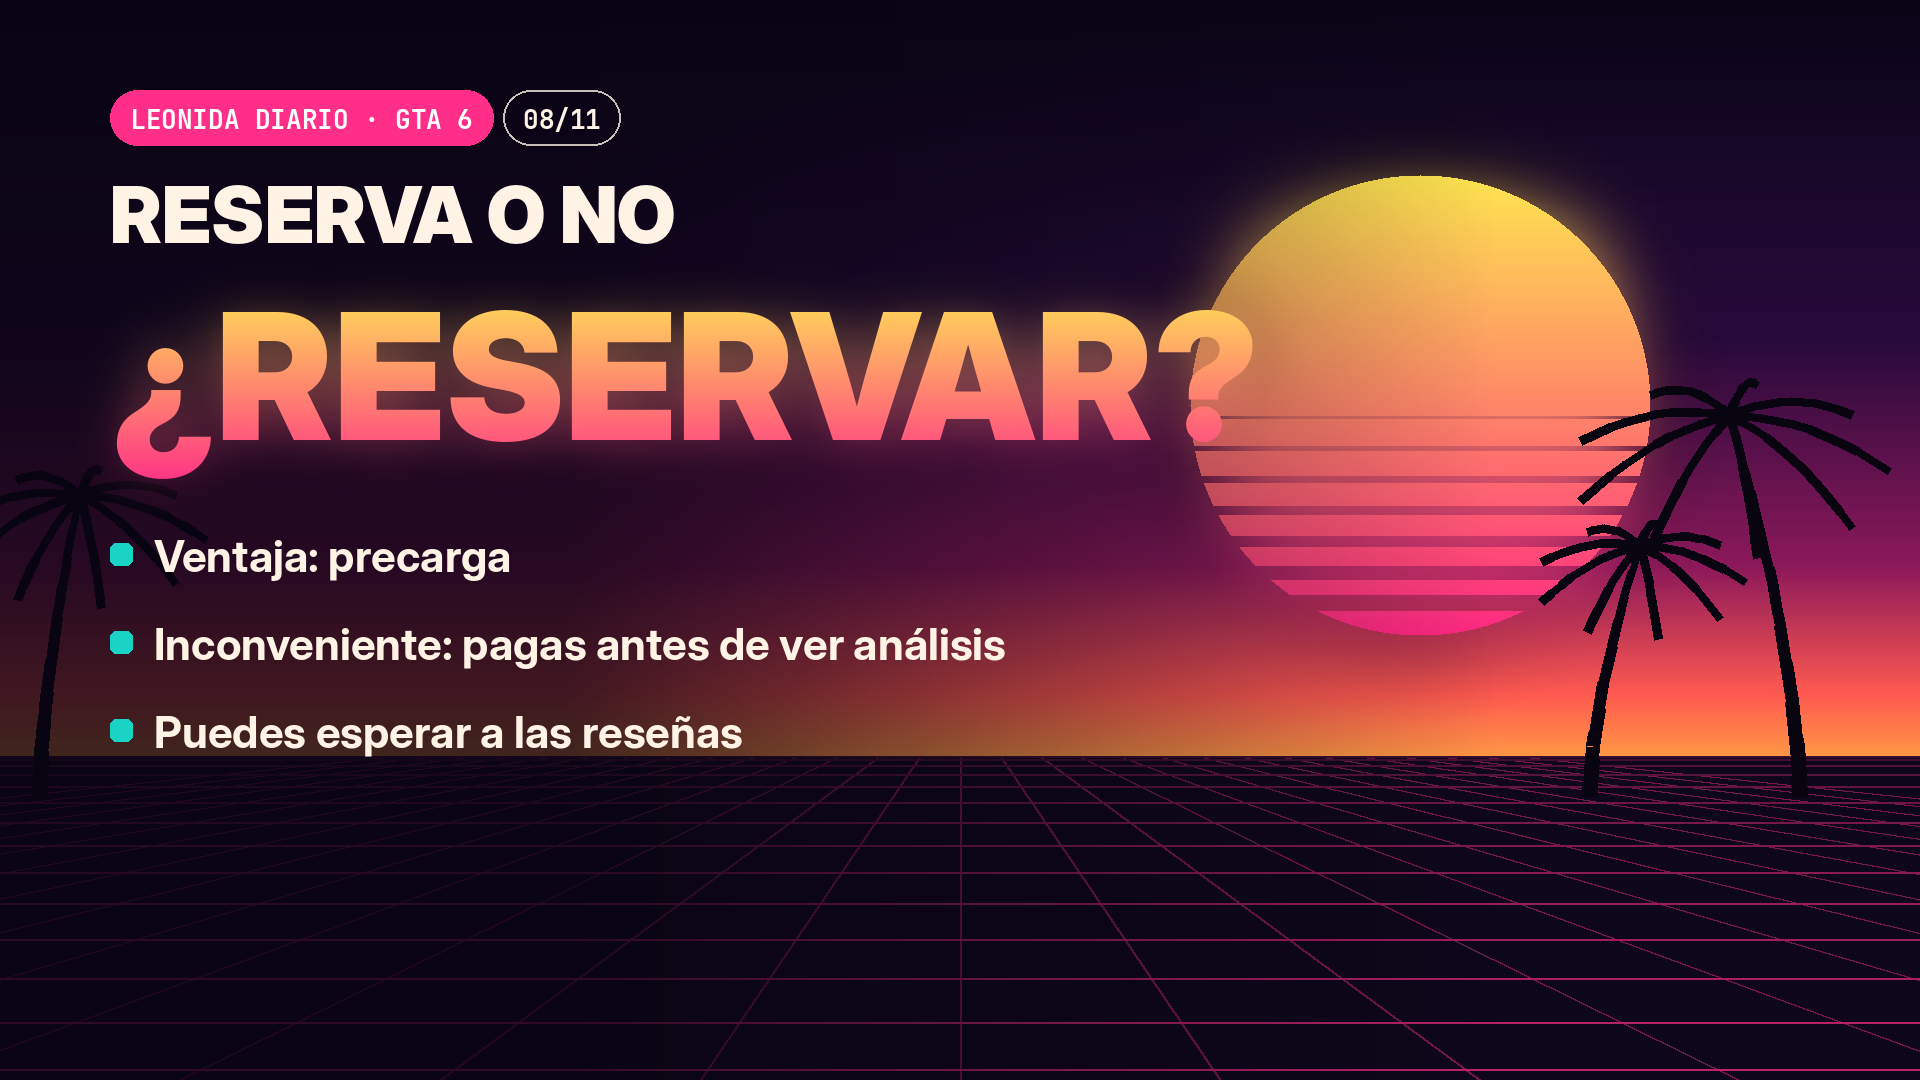 LEONIDA DIARIO · GTA 6
08/11
RESERVA O NO
¿RESERVAR?
Ventaja: precarga
Inconveniente: pagas antes de ver análisis
Puedes esperar a las reseñas